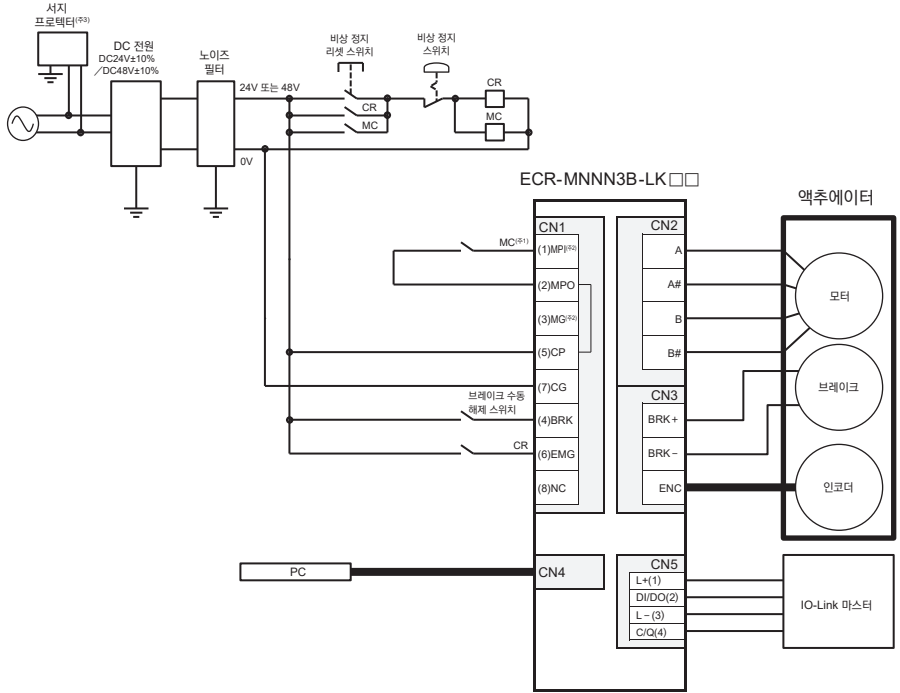 서지
프로텍터(주3)
DC 전원
DC24V±10%
/DC48V±10%
노이즈
필터
24V 또는 48V
0V
비상 정지
리셋 스위치
비상 정지
스위치
CR
MC
CR
MC
ECR-MNNN3B-LK□□
액추에이터
CN1
MC(주1)
(1)MPI(주2)
(2)MPO
(3)MG(주2)
(5)CP
(7)CG
브레이크 수동
해제 스위치
(4)BRK
CR
(6)EMG
(8)NC
CN2
A
A#
B
B#
CN3
BRK+
BRK−
ENC
모터
브레이크
인코더
PC
CN4
CN5
L+(1)
DI/DO(2)
L−(3)
C/Q(4)
IO-Link 마스터